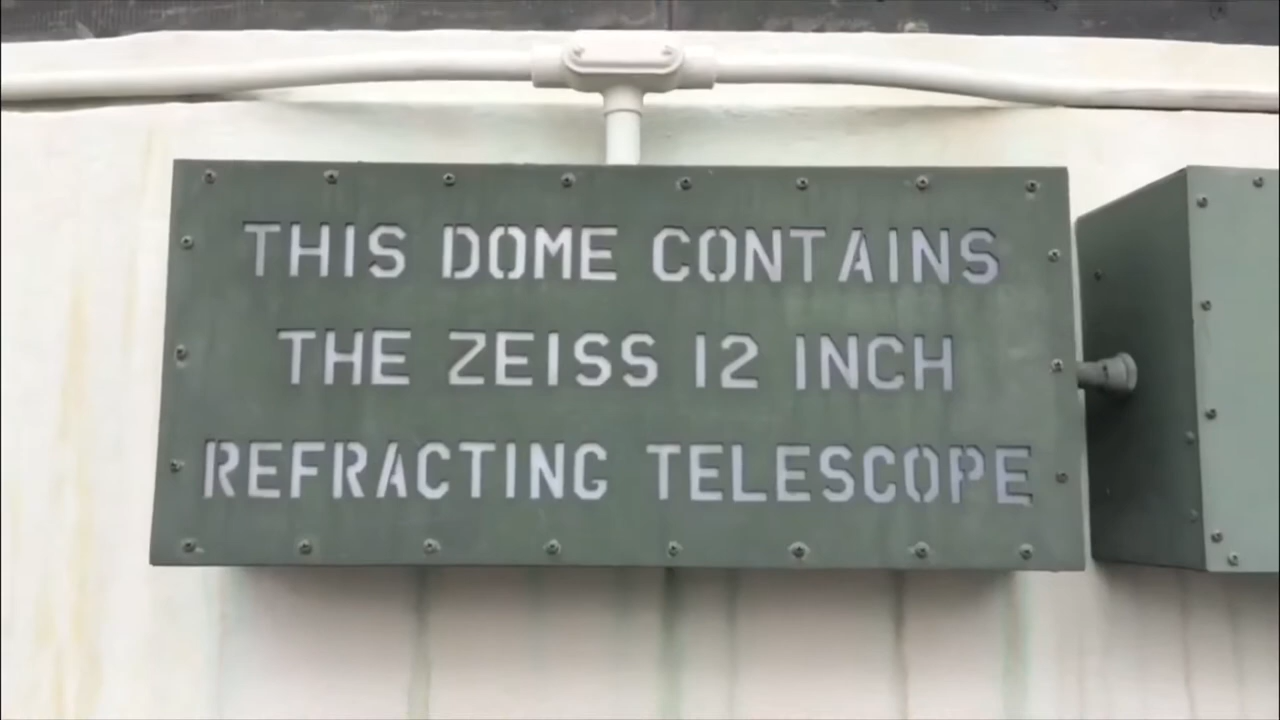 THIS DOME CONTAINS
THE ZEISS 12 INCH
REFRACTING TELESCOPE